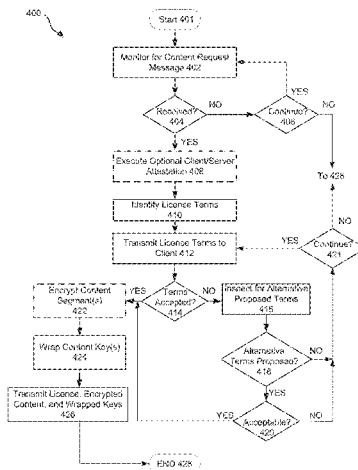 400
Start 401
Monitor for Content Request
Message 402
YES
Received?
404
NO
Continue?
406
YES
NO
Execute Optional Client/Server
Attestation 408
To 428
Identify License Terms
410
NO
Transmit License Terms to
Client 412
YES
Continue?
421
Encrypt Content
Segment(s)
422
YES
Terms
Accepted?
414
NO
Inspect for Alternative
Proposed Terms
415
Wrap Content Key(s)
424
Alternative
Terms Proposed?
416
NO
Transmit License, Encrypted
Content, and Wrapped Keys
426
YES
YES
Acceptable?
420
NO
END 428